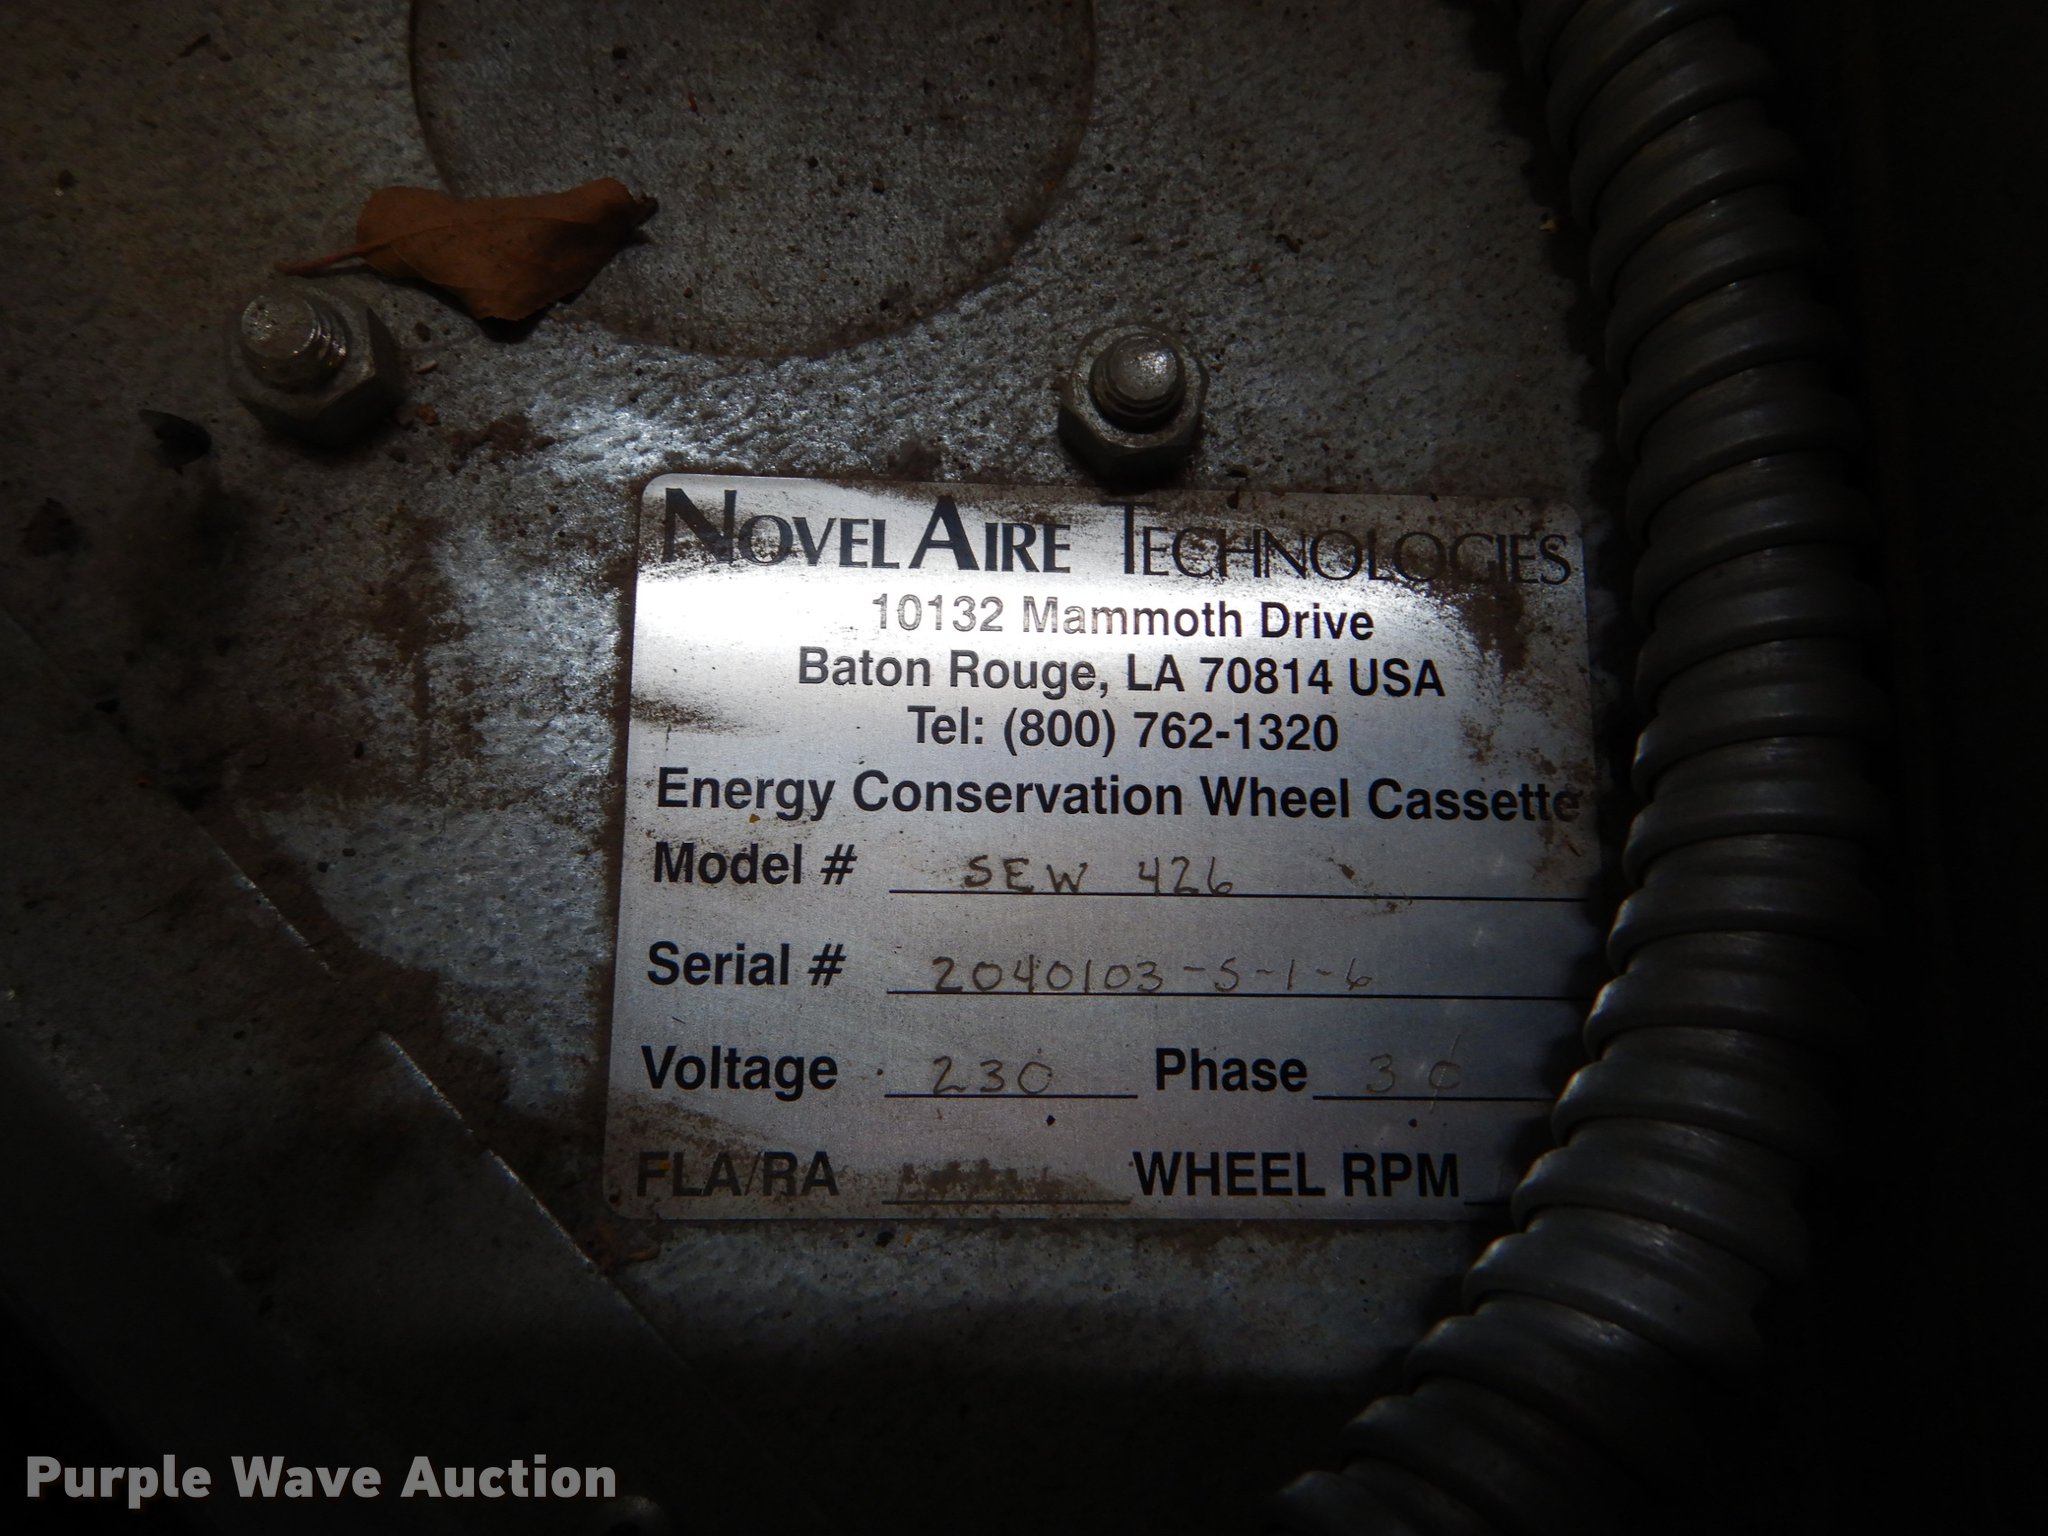 NOVELAIRE TECHNOLOGIES
10132 Mammoth Drive
Baton Rouge, LA 70814 USA
Tel: (800) 762-1320
Energy Conservation Wheel Cassette
Model # SEW 426
Serial # 2040103-5-1-6
Voltage 230 Phase 3 ϕ
FLA/RA WHEEL RPM
Purple Wave Auction